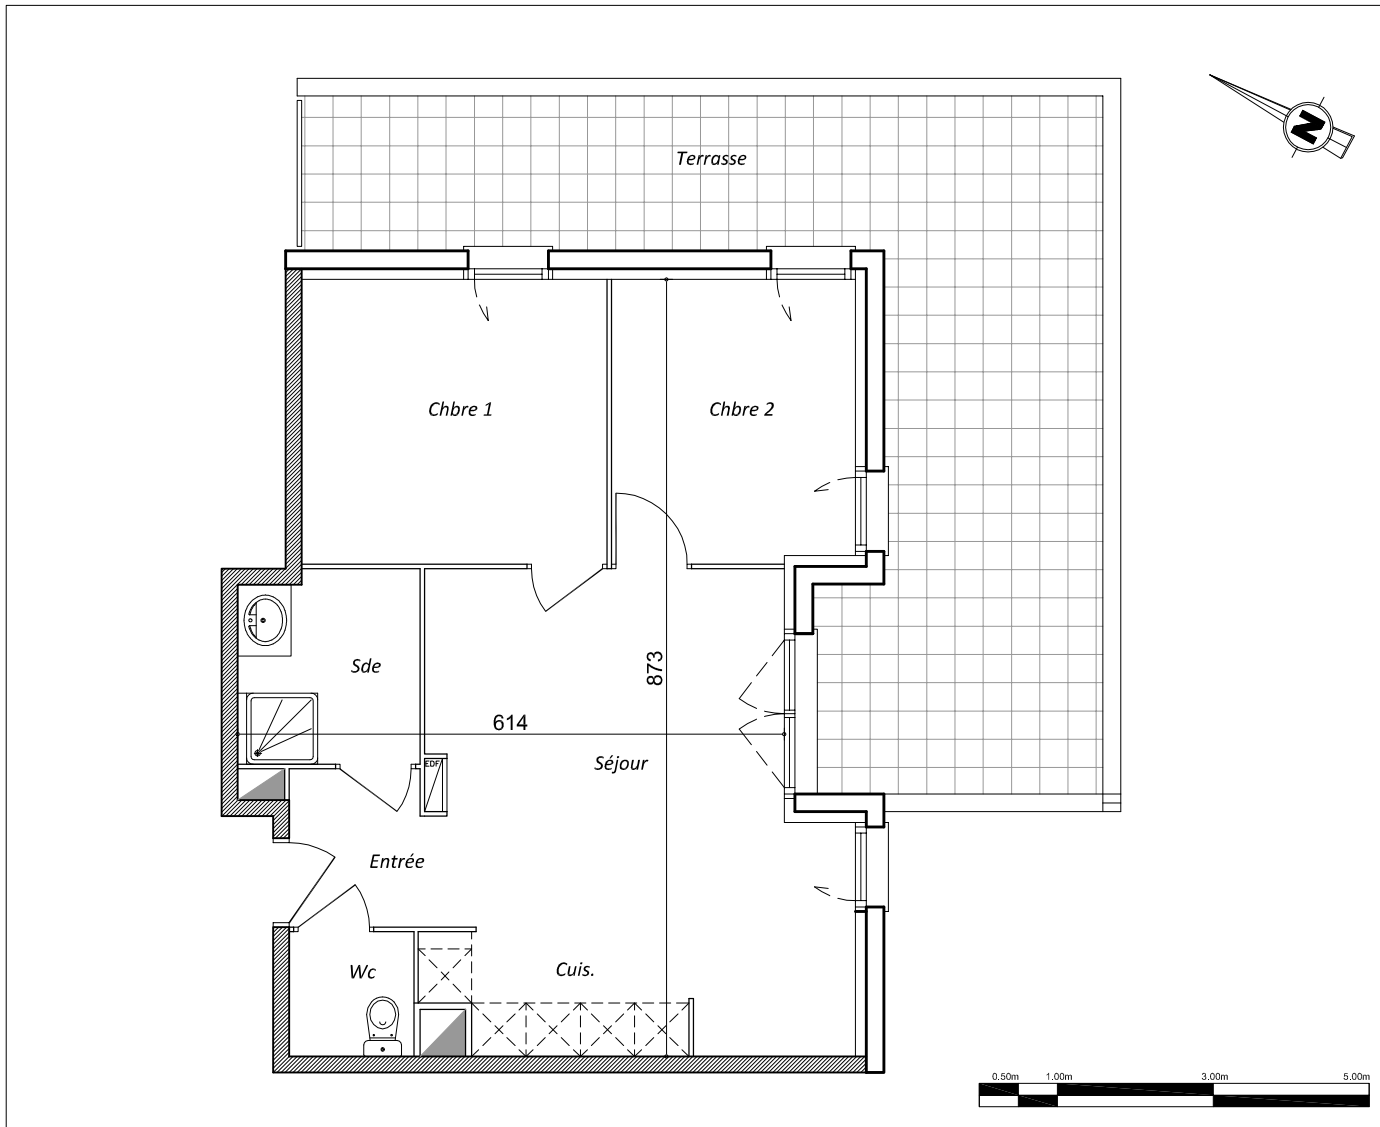 Terrasse
N
Chbre 1
Chbre 2
Sde
873
614
Séjour
EDF
Entrée
Wc
Cuis.
0.50m 1.00m 3.00m 5.00m